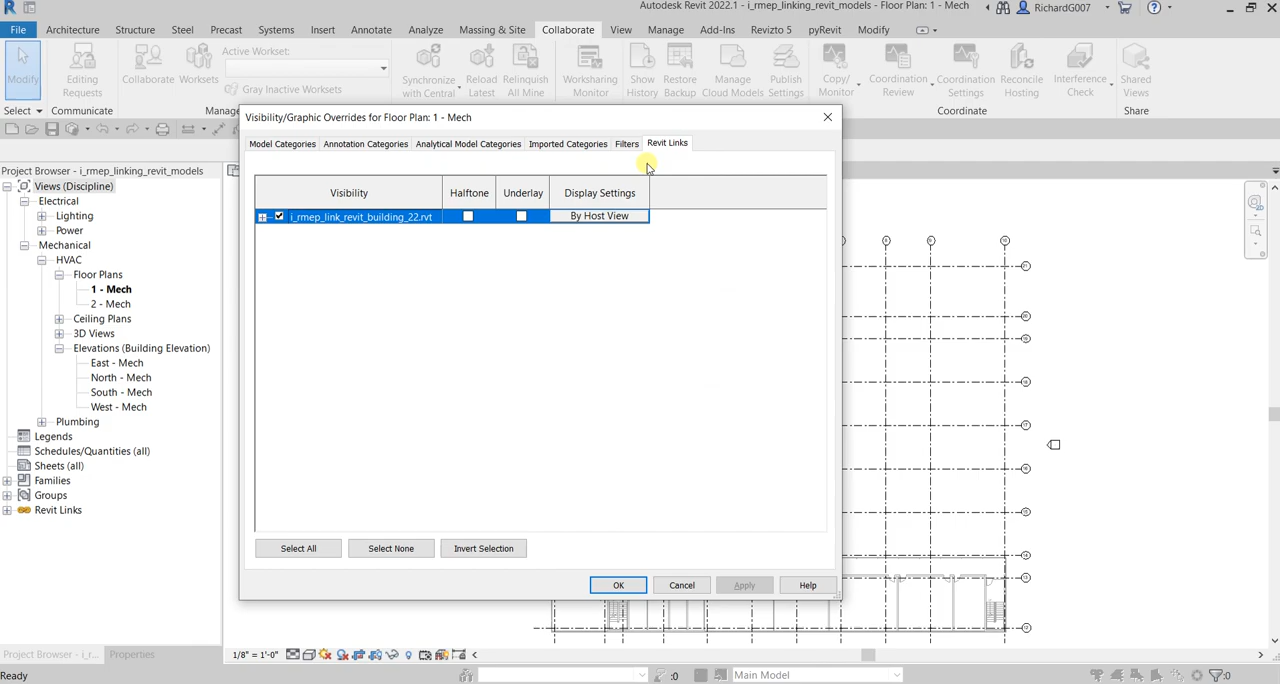 Autodesk Revit 2022.1 - i_rmep_linking_revit_models - Floor Plan: 1 - Mech
RichardG007
File Architecture Structure Steel Precast Systems Insert Annotate Analyze Massing & Site Collaborate View Manage Add-Ins Revizto 5 pyRevit Modify
Active Workset:
Gray Inactive Worksets
Modify Editing Requests Collaborate Worksets Synchronize with Central Reload Latest Relinquish All Mine Worksharing Monitor Show History Restore Backup Manage Cloud Models Publish Settings Copy/ Monitor Coordination Review Coordination Settings Reconcile Hosting Interference Check Shared Views
Select Communicate Manage Coordinate Share
Visibility/Graphic Overrides for Floor Plan: 1 - Mech
Model Categories Annotation Categories Analytical Model Categories Imported Categories Filters Revit Links
Visibility Halftone Underlay Display Settings
i_rmep_link_revit_building_22.rvt By Host View
Select All Select None Invert Selection
OK Cancel Apply Help
Project Browser - i_rmep_linking_revit_models
Views (Discipline)
Electrical
Lighting
Power
Mechanical
HVAC
Floor Plans
1 - Mech
2 - Mech
Ceiling Plans
3D Views
Elevations (Building Elevation)
East - Mech
North - Mech
South - Mech
West - Mech
Plumbing
Legends
Schedules/Quantities (all)
Sheets (all)
Families
Groups
Revit Links
Project Browser - i_r... Properties
1/8" = 1'-0"
Ready
:0 Main Model :0